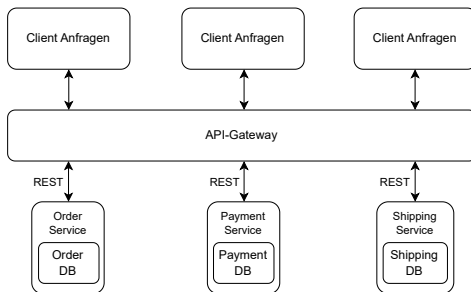 Client Anfragen
Client Anfragen
Client Anfragen
API-Gateway
REST
REST
REST
Order
Service
Order
DB
Payment
Service
Payment
DB
Shipping
Service
Shipping
DB